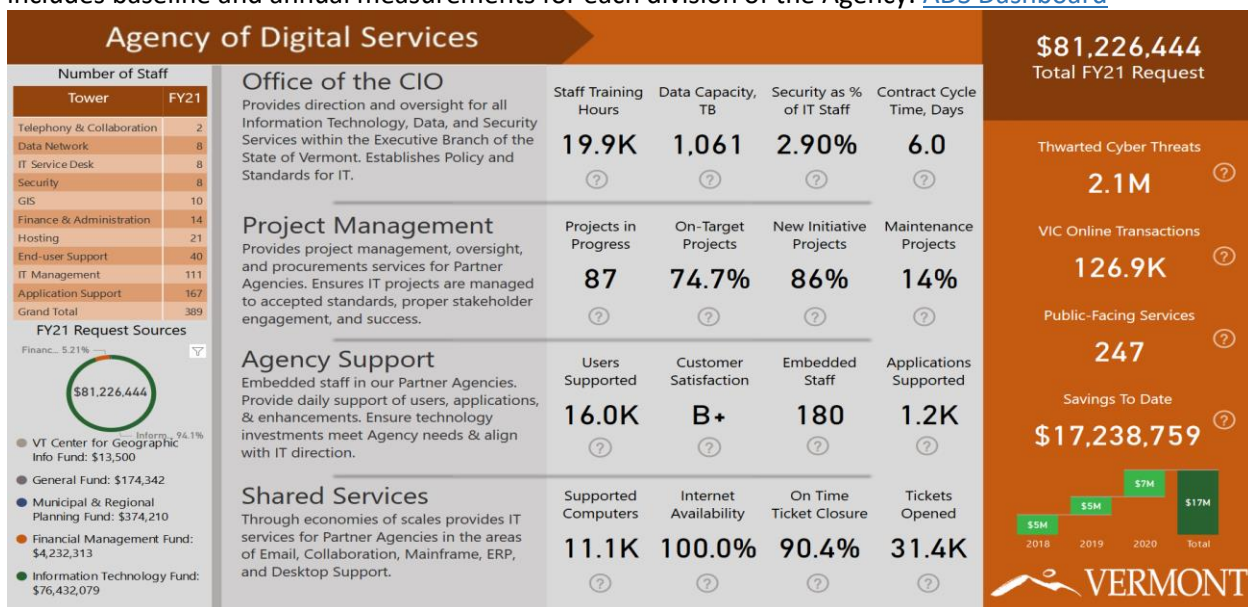 includes baseline and annual measurements for each division of the Agency. ADS Dashboard
Agency of Digital Services
Number of Staff
Tower FY21
Telephony & Collaboration 2
Data Network 8
IT Service Desk 8
Security 8
GIS 10
Finance & Administration 14
Hosting 21
End-user Support 40
IT Management 111
Application Support 167
Grand Total 389
FY21 Request Sources
Financ... 5.21%
$81,226,444
Inform... 94.1%
VT Center for Geographic
Info Fund: $13,500
General Fund: $174,342
Municipal & Regional
Planning Fund: $374,210
Financial Management Fund:
$4,232,313
Information Technology Fund:
$76,432,079
Office of the CIO
Provides direction and oversight for all
Information Technology, Data, and Security
Services within the Executive Branch of the
State of Vermont. Establishes Policy and
Standards for IT.
Staff Training
Hours
19.9K
?
Data Capacity,
TB
1,061
?
Security as %
of IT Staff
2.90%
?
Contract Cycle
Time, Days
6.0
?
Project Management
Provides project management, oversight,
and procurements services for Partner
Agencies. Ensures IT projects are managed
to accepted standards, proper stakeholder
engagement, and success.
Projects in
Progress
87
?
On-Target
Projects
74.7%
?
New Initiative
Projects
86%
?
Maintenance
Projects
14%
?
Agency Support
Embedded staff in our Partner Agencies.
Provide daily support of users, applications,
& enhancements. Ensure technology
investments meet Agency needs & align
with IT direction.
Users
Supported
16.0K
?
Customer
Satisfaction
B+
?
Embedded
Staff
180
?
Applications
Supported
1.2K
?
Shared Services
Through economies of scales provides IT
services for Partner Agencies in the areas
of Email, Collaboration, Mainframe, ERP,
and Desktop Support.
Supported
Computers
11.1K
?
Internet
Availability
100.0%
?
On Time
Ticket Closure
90.4%
?
Tickets
Opened
31.4K
?
$81,226,444
Total FY21 Request
Thwarted Cyber Threats
2.1M
?
VIC Online Transactions
126.9K
?
Public-Facing Services
247
?
Savings To Date
$17,238,759
?
$5M
$5M
$7M
$17M
2018 2019 2020 Total
VERMONT